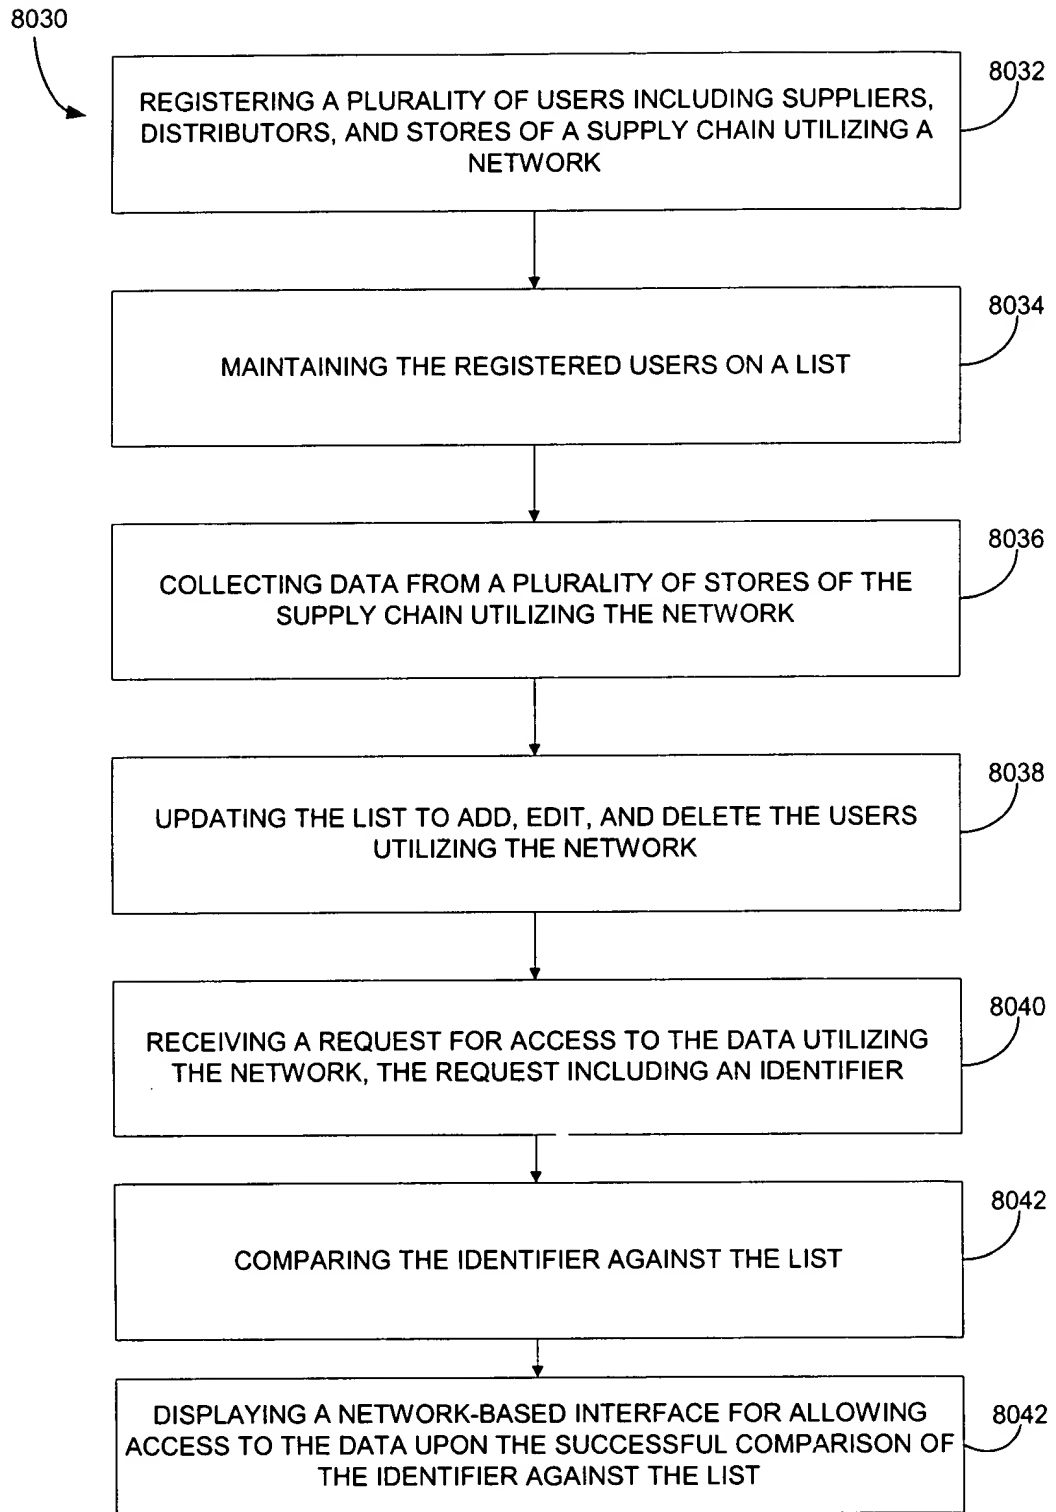 8030
8032
REGISTERING A PLURALITY OF USERS INCLUDING SUPPLIERS,
DISTRIBUTORS, AND STORES OF A SUPPLY CHAIN UTILIZING A
NETWORK
8034
MAINTAINING THE REGISTERED USERS ON A LIST
8036
COLLECTING DATA FROM A PLURALITY OF STORES OF THE
SUPPLY CHAIN UTILIZING THE NETWORK
8038
UPDATING THE LIST TO ADD, EDIT, AND DELETE THE USERS
UTILIZING THE NETWORK
8040
RECEIVING A REQUEST FOR ACCESS TO THE DATA UTILIZING
THE NETWORK, THE REQUEST INCLUDING AN IDENTIFIER
8042
COMPARING THE IDENTIFIER AGAINST THE LIST
8042
DISPLAYING A NETWORK-BASED INTERFACE FOR ALLOWING
ACCESS TO THE DATA UPON THE SUCCESSFUL COMPARISON OF
THE IDENTIFIER AGAINST THE LIST